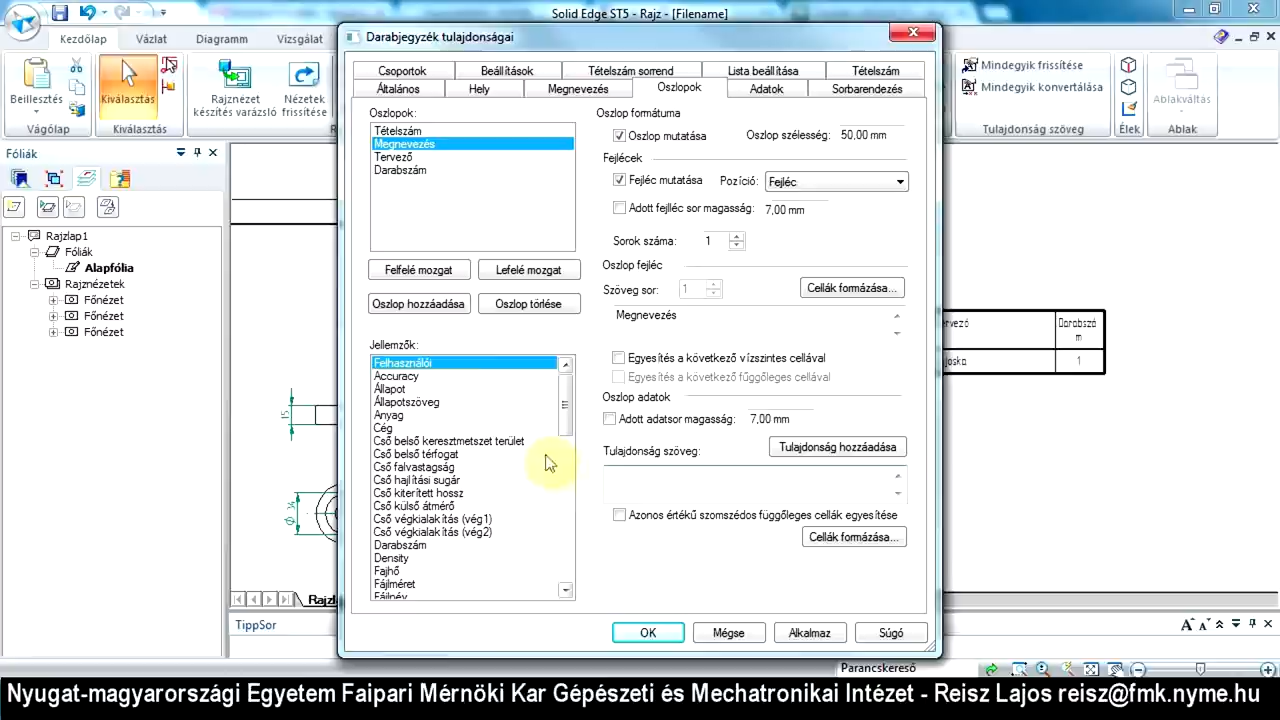 Solid Edge ST5 - Rajz - [Filename]
Kezdőlap
Vázlat
Diagramm
Vizsgálat
Beillesztés
Vágólap
Kiválasztás
Kiválasztás
Rajznézet
készítés varázsló
Nézetek
frissítése
Mindegyik frissítése
Mindegyik konvertálása
Tulajdonság szöveg
Élek
Ablakváltás
Ablak
Fóliák
Rajzlap1
Fóliák
Alapfólia
Rajznézetek
Főnézet
Főnézet
Főnézet
Darabjegyzék tulajdonságai
Csoportok
Beállítások
Tételszám sorrend
Lista beállítása
Tételszám
Általános
Hely
Megnevezés
Oszlopok
Adatok
Sorbarendezés
Oszlopok:
Tételszám
Megnevezés
Tervező
Darabszám
Felfelé mozgat
Lefelé mozgat
Oszlop hozzáadása
Oszlop törlése
Jellemzők:
Felhasználói
Accuracy
Állapot
Állapotszöveg
Anyag
Cég
Cső belső keresztmetszet terület
Cső belső térfogat
Cső falvastagság
Cső hajlítási sugár
Cső kiterített hossz
Cső külső átmérő
Cső végkialakítás (vég1)
Cső végkialakítás (vég2)
Darabszám
Density
Fajhő
Fájlméret
Fájlnév
Oszlop formátuma
Oszlop mutatása
Oszlop szélesség: 50,00 mm
Fejlécek
Fejléc mutatása
Pozíció: Fejléc
Adott fejlléc sor magasság: 7,00 mm
Sorok száma: 1
Oszlop fejléc
Szöveg sor: 1
Cellák formázása...
Megnevezés
Egyesítés a következő vízszintes cellával
Egyesítés a következő függőleges cellával
Oszlop adatok
Adott adatsor magasság: 7,00 mm
Tulajdonság szöveg:
Tulajdonság hozzáadása
Azonos értékű szomszédos függőleges cellák egyesítése
Cellák formázása...
OK
Mégse
Alkalmaz
Súgó
ervező
Darabszá
m
ajoska
1
15
TippSor
Parancskereső
Nyugat-magyarországi Egyetem Faipari Mérnöki Kar Gépészeti és Mechatronikai Intézet - Reisz Lajos reisz@fmk.nyme.hu